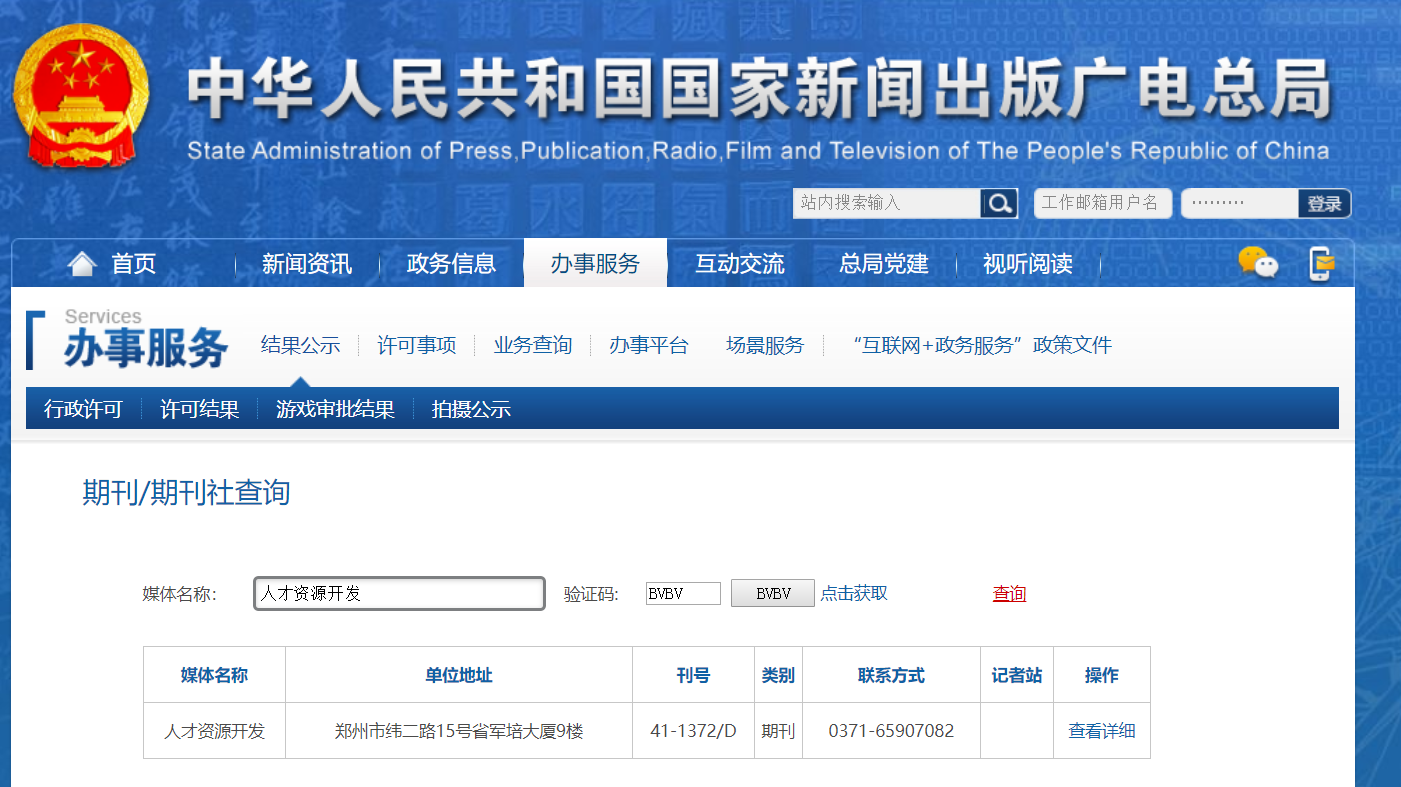 中华人民共和国国家新闻出版广电总局
State Administration of Press,Publication,Radio,Film and Television of The People's Republic of China
站内搜索输入 工作邮箱用户名 ········· 登录
首页 新闻资讯 政务信息 办事服务 互动交流 总局党建 视听阅读
Services
办事服务 结果公示 许可事项 业务查询 办事平台 场景服务 “互联网+政务服务”政策文件
行政许可 许可结果 游戏审批结果 拍摄公示
期刊/期刊社查询
媒体名称: 人才资源开发 验证码: BVBV BVBV 点击获取 查询
媒体名称 单位地址 刊号 类别 联系方式 记者站 操作
人才资源开发 郑州市纬二路15号省军培大厦9楼 41-1372/D 期刊 0371-65907082 查看详细